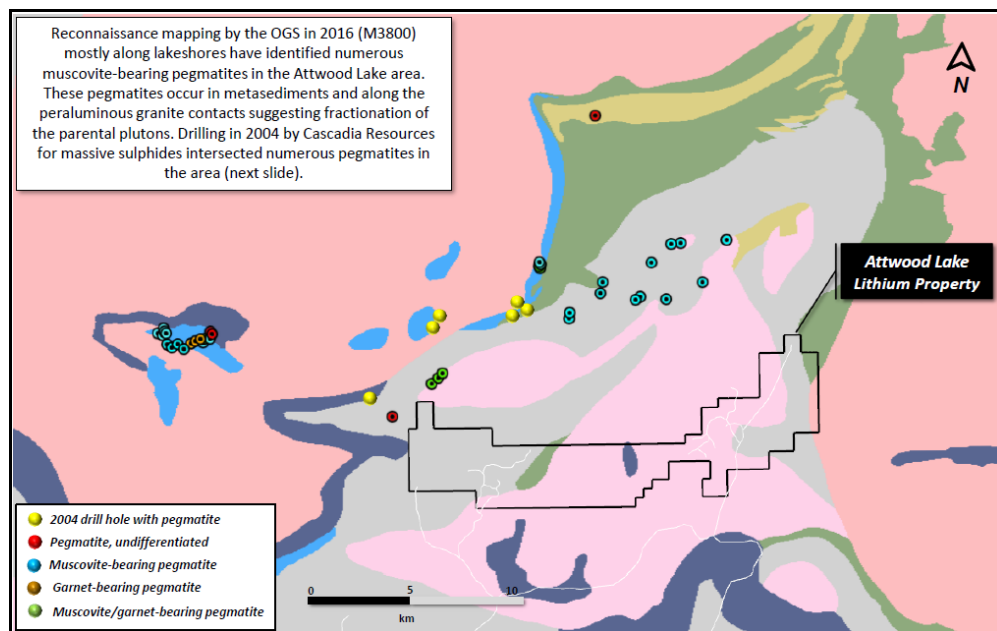 Reconnaissance mapping by the OGS in 2016 (M3800)
mostly along lakeshores have identified numerous
muscovite-bearing pegmatites in the Attwood Lake area.
These pegmatites occur in metasediments and along the
peraluminous granite contacts suggesting fractionation
of the parental plutons. Drilling in 2004 by Cascadia Resources
for massive sulphides intersected numerous pegmatites in
the area (next slide).
N
Attwood Lake
Lithium Property
2004 drill hole with pegmatite
Pegmatite, undifferentiated
Muscovite-bearing pegmatite
Garnet-bearing pegmatite
Muscovite/garnet-bearing pegmatite
0 5 10
km